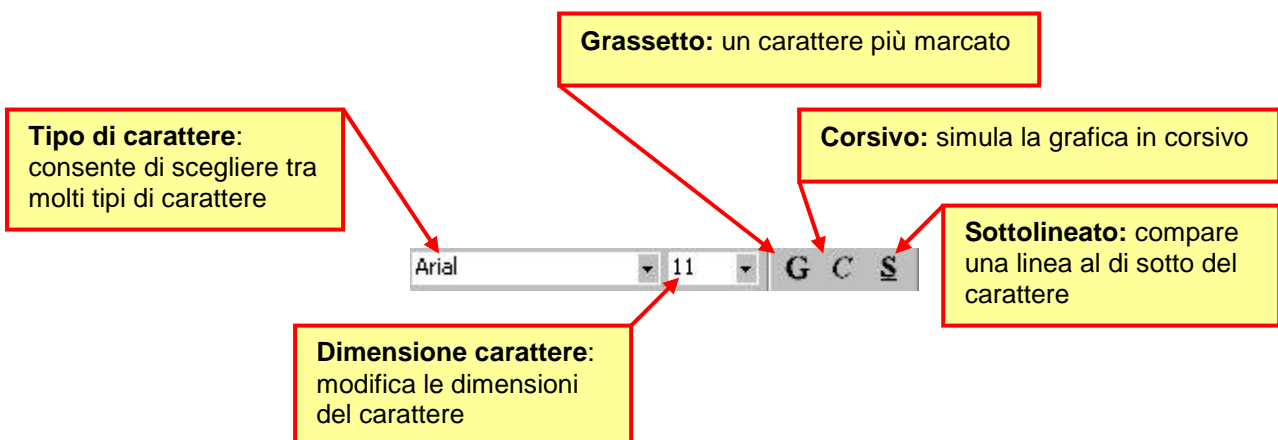 Grassetto: un carattere più marcato
Tipo di carattere:
consente di scegliere tra
molti tipi di carattere
Corsivo: simula la grafica in corsivo
Sottolineato: compare
una linea al di sotto del
carattere
Arial 11 G C S
Dimensione carattere:
modifica le dimensioni
del carattere